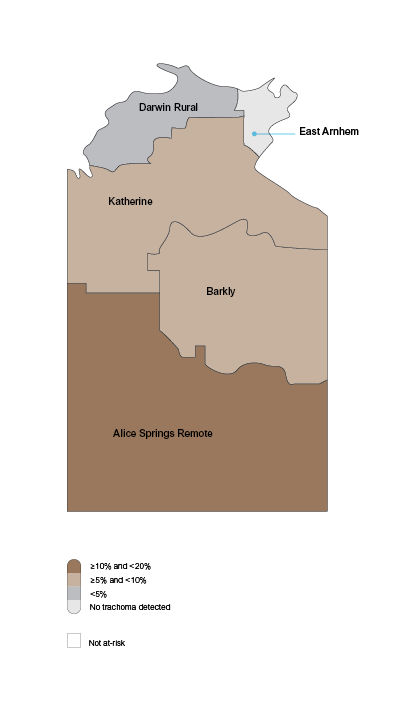 Darwin Rural
East Arnhem
Katherine
Barkly
Alice Springs Remote
≥10% and <20%
≥5% and <10%
<5%
No trachoma detected
Not at-risk